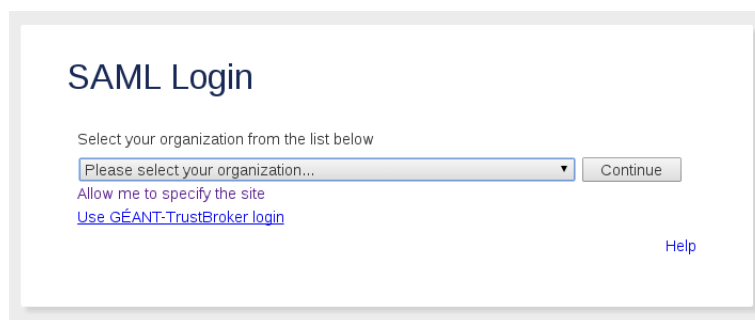 SAML Login
Select your organization from the list below
Please select your organization... Continue
Allow me to specify the site
Use GÉANT-TrustBroker login
Help